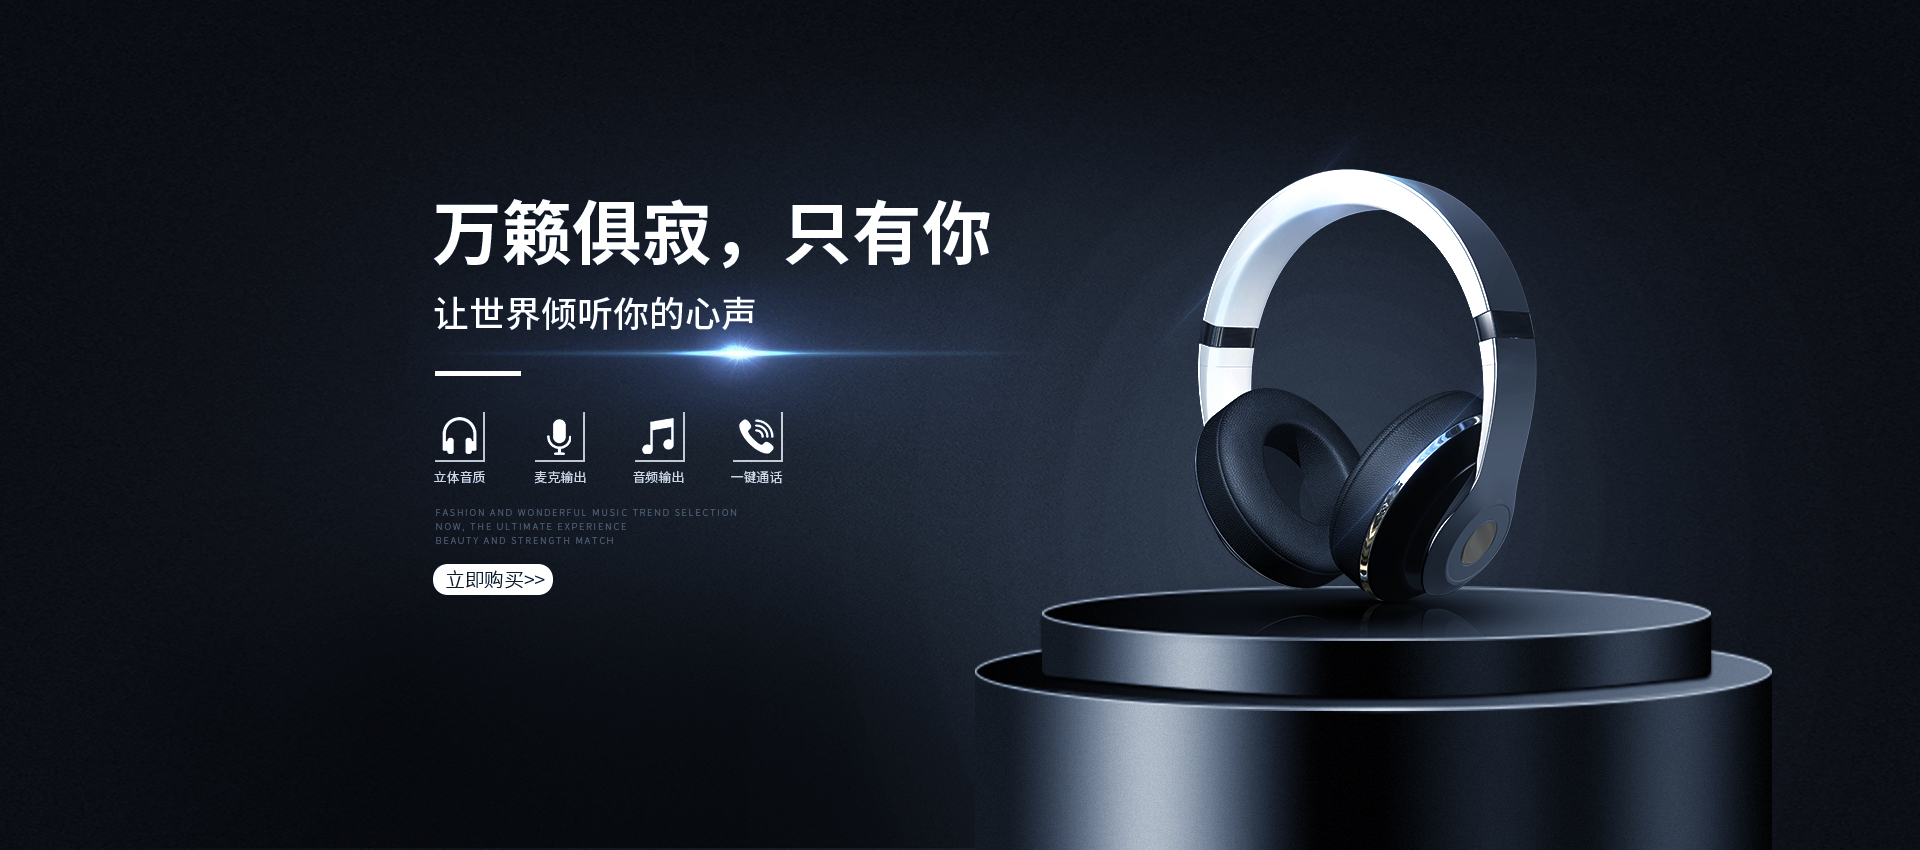 万籁俱寂，只有你
让世界倾听你的心声
立体音质 麦克输出 音频输出 一键通话
FASHION AND WONDERFUL MUSIC TREND SELECTION
NOW, THE ULTIMATE EXPERIENCE
BEAUTY AND STRENGTH MATCH
立即购买>>